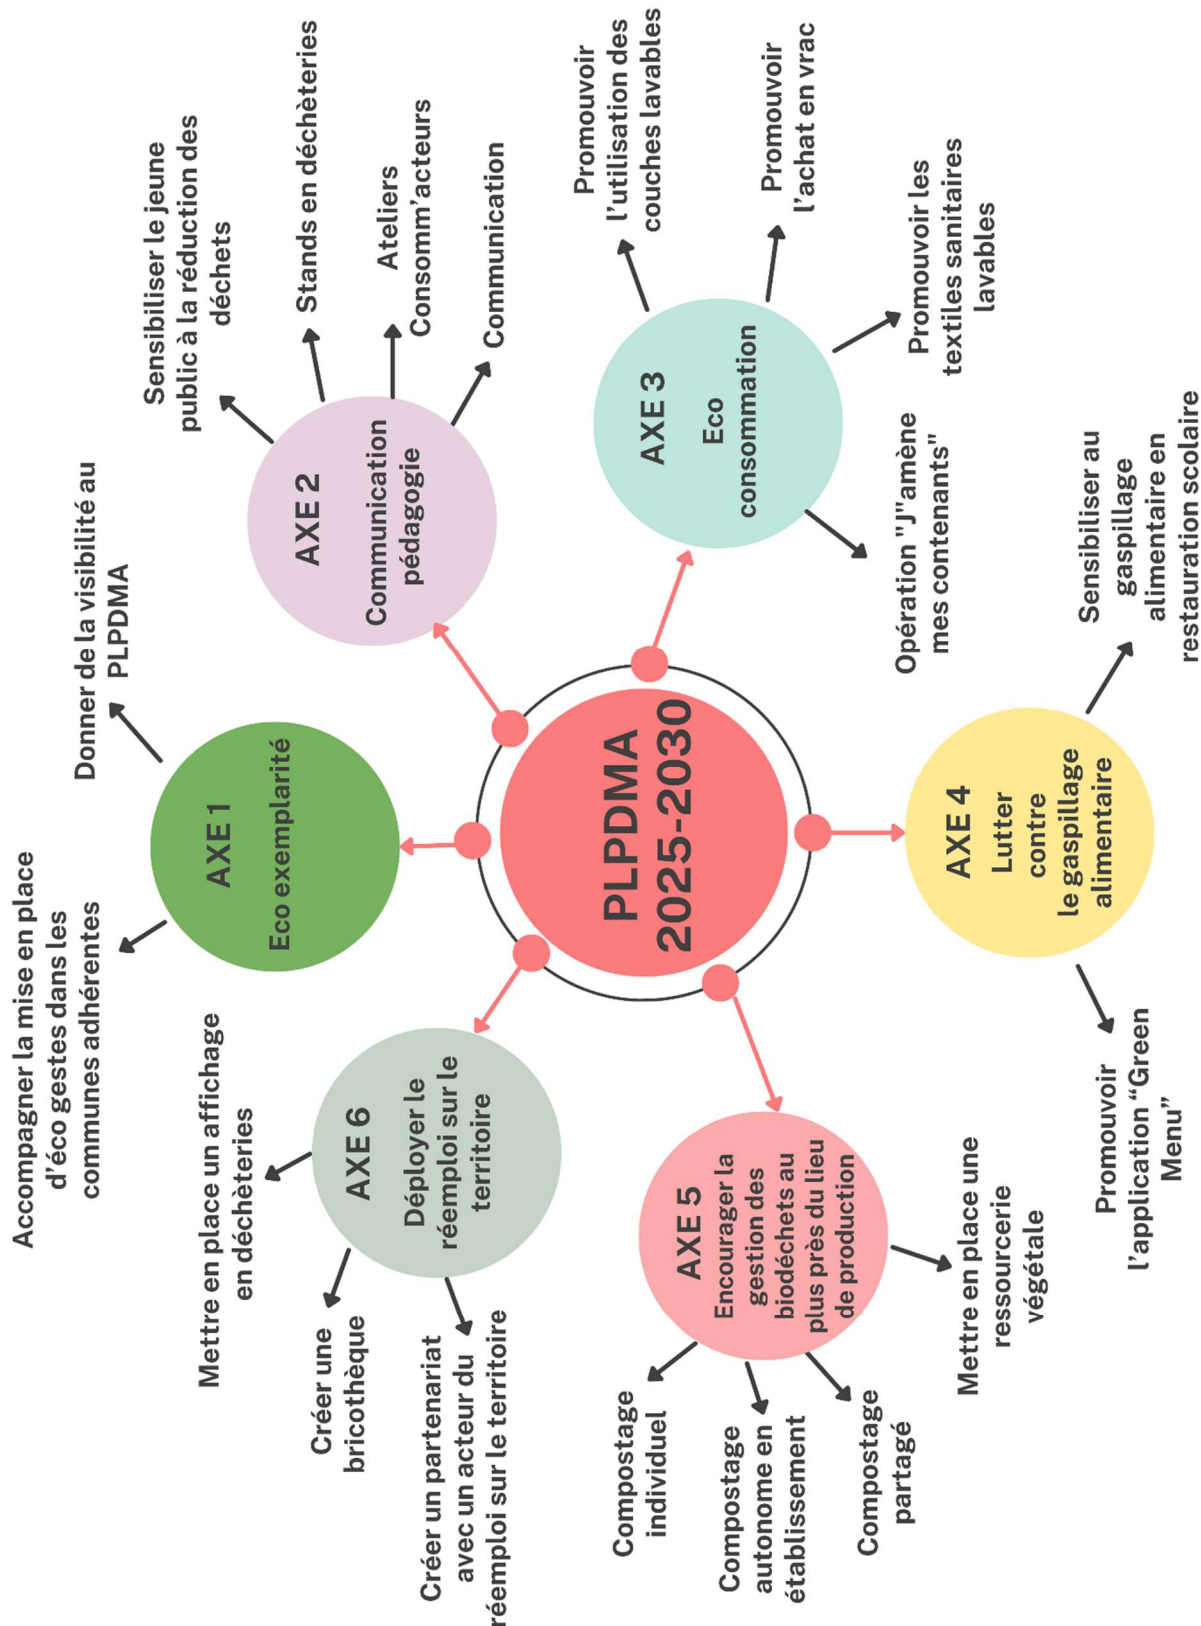 PLPDMA
2025-2030
AXE 1
Eco exemplarité
Accompagner la mise en place
d'éco gestes dans les
communes adhérentes
Donner de la visibilité au
PLPDMA
AXE 2
Communication
pédagogie
Sensibiliser le jeune
public à la réduction des
déchets
Stands en déchèteries
Ateliers
Consomm'acteurs
Communication
AXE 3
Eco
consommation
Promouvoir
l'utilisation des
couches lavables
Promouvoir
l'achat en vrac
Promouvoir les
textiles sanitaires
lavables
Opération "J"amène
mes contenants"
AXE 4
Lutter
contre
le gaspillage
alimentaire
Sensibiliser au
gaspillage
alimentaire en
restauration scolaire
Promouvoir
l'application “Green
Menu”
AXE 5
Encourager la
gestion des
biodéchets au
plus près du lieu
de production
Mettre en place une
ressourcerie
végétale
Compostage
partagé
Compostage
autonome en
établissement
Compostage
individuel
AXE 6
Déployer le
réemploi sur le
territoire
Créer un partenariat
avec un acteur du
réemploi sur le territoire
Créer une
bricothèque
Mettre en place un affichage
en déchèteries